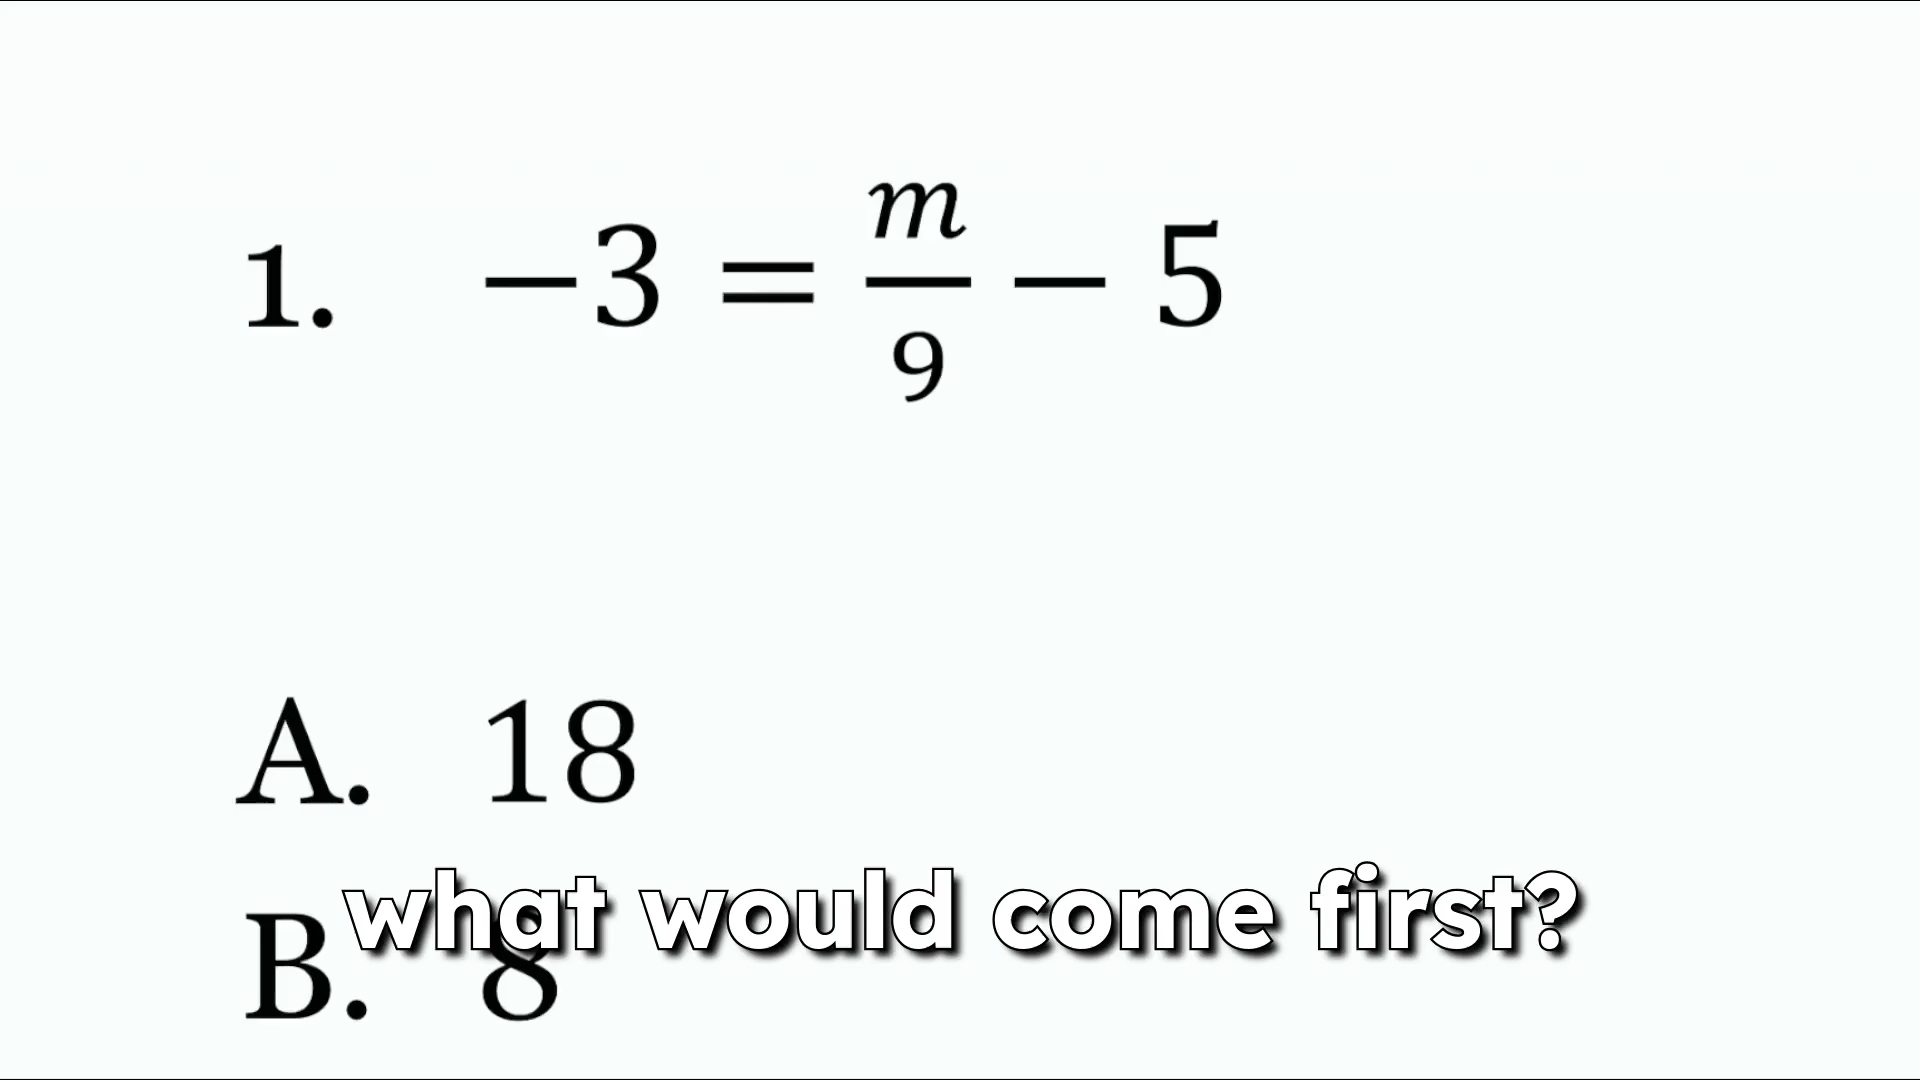 1. −3 = m/9 − 5
A. 18
what would come first?
B. 8